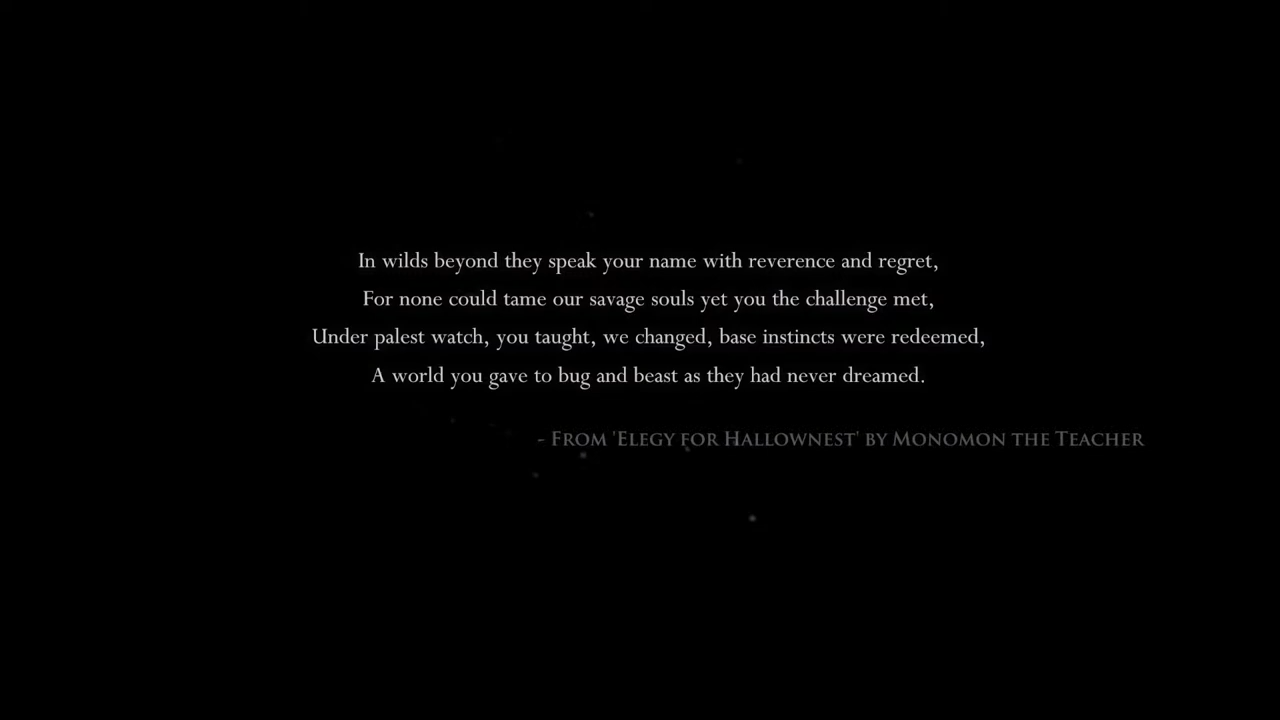 In wilds beyond they speak your name with reverence and regret,
For none could tame our savage souls yet you the challenge met,
Under palest watch, you taught, we changed, base instincts were redeemed,
A world you gave to bug and beast as they had never dreamed.
- From 'Elegy for Hallownest' by Monomon the Teacher